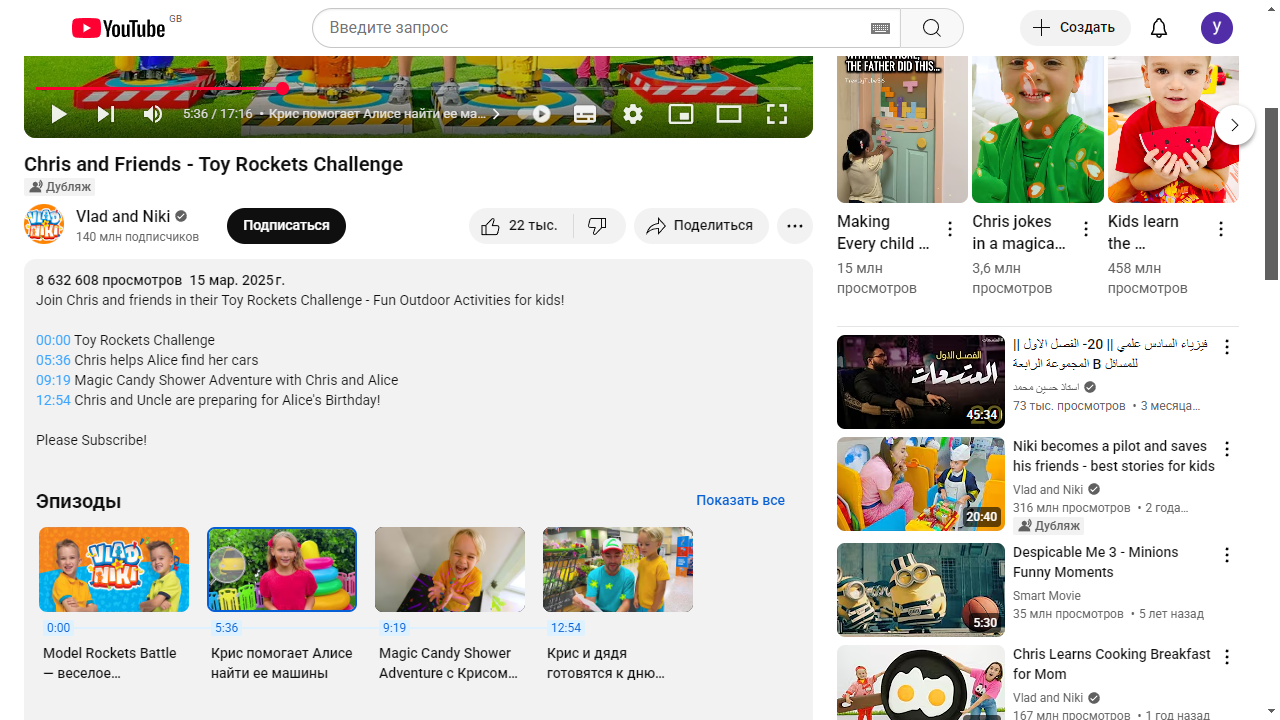 YouTube
GB
Введите запрос
Создать
У
5:36 / 17:16 • Крис помогает Алисе найти ее ма...
Chris and Friends - Toy Rockets Challenge
Дубляж
VLAD AND NIKI
Vlad and Niki
140 млн подписчиков
Подписаться
22 тыс.
Поделиться
8 632 608 просмотров 15 мар. 2025 г.
Join Chris and friends in their Toy Rockets Challenge - Fun Outdoor Activities for kids!
00:00 Toy Rockets Challenge
05:36 Chris helps Alice find her cars
09:19 Magic Candy Shower Adventure with Chris and Alice
12:54 Chris and Uncle are preparing for Alice's Birthday!
Please Subscribe!
Эпизоды
Показать все
VLAD
NIKI
0:00
5:36
9:19
12:54
Model Rockets Battle
— веселое...
Крис помогает Алисе
найти ее машины
Magic Candy Shower
Adventure с Крисом...
Крис и дядя
готовятся к дню...
THE FATHER DID THIS...
Making
Every child ...
15 млн
просмотров
Chris jokes
in a magica...
3,6 млн
просмотров
Kids learn
the ...
458 млн
просмотров
الفصل الاول
المتسعات
20
45:34
فيزياء السادس علمي || 20- الفصل الاول ||
المجموعة الرابعة B للمسائل
استاذ حسين محمد
73 тыс. просмотров • 3 месяца...
20:40
Niki becomes a pilot and saves
his friends - best stories for kids
Vlad and Niki
316 млн просмотров • 2 года...
Дубляж
5:30
Despicable Me 3 - Minions
Funny Moments
Smart Movie
35 млн просмотров • 5 лет назад
Chris Learns Cooking Breakfast
for Mom
Vlad and Niki
167 млн просмотров • 1 год назад